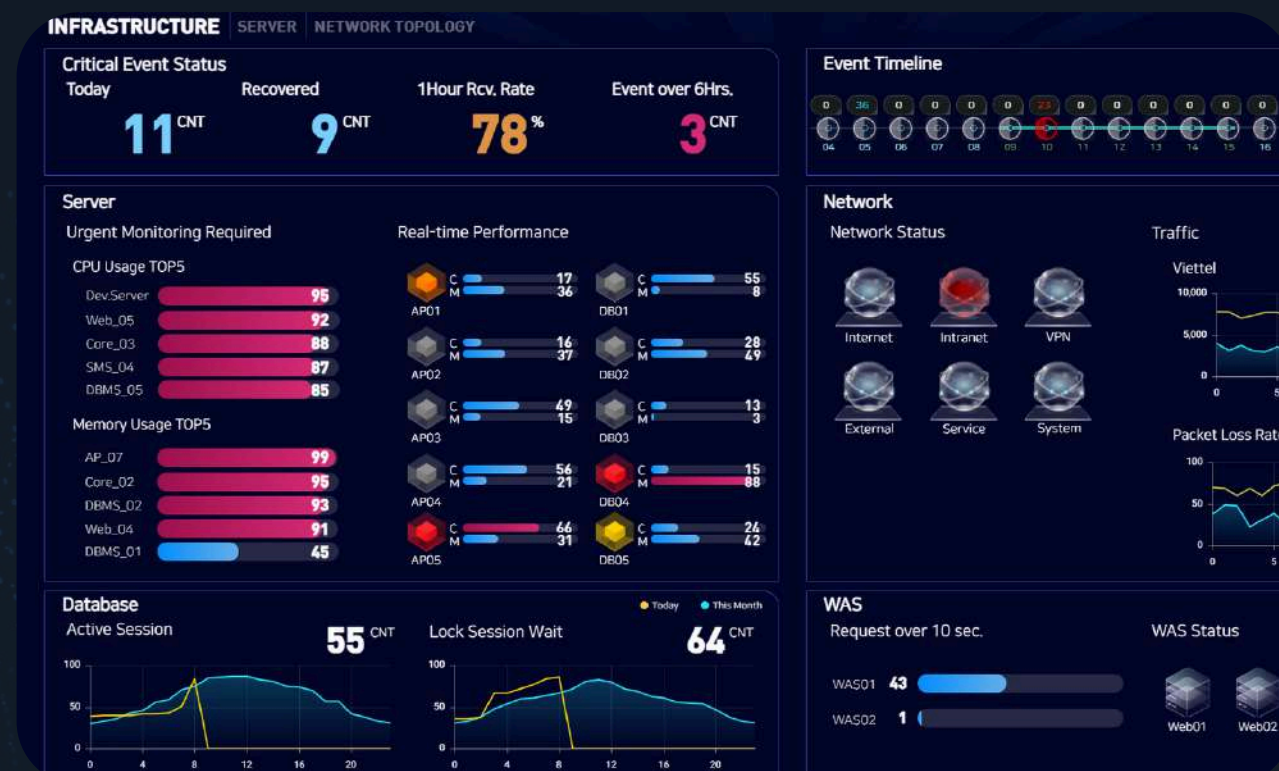 INFRASTRUCTURE SERVER NETWORK TOPOLOGY
Critical Event Status
Today Recovered 1Hour Rcv. Rate Event over 6Hrs.
11 CNT 9 CNT 78 % 3 CNT
Event Timeline
0 36 0 0 0 0 23 0 0 0 0 0 0
04 05 06 07 08 09 10 11 12 13 14 15 16
Server
Urgent Monitoring Required
CPU Usage TOP5
Dev.Server 95
Web_05 92
Core_03 88
SMS_04 87
DBMS_05 85
Memory Usage TOP5
AP_07 99
Core_02 95
DBMS_02 93
Web_04 91
DBMS_01 45
Real-time Performance
C 17 C 55
M 36 M 8
AP01 DB01
C 16 C 28
M 37 M 49
AP02 DB02
C 49 C 13
M 15 M 3
AP03 DB03
C 56 C 15
M 21 M 88
AP04 DB04
C 66 C 24
M 31 M 42
AP05 DB05
Network
Network Status
Internet Intranet VPN
External Service System
Traffic
Viettel
10,000
5,000
0
0 5
Packet Loss Rate
100
50
0
0 5
Database
Today This Month
Active Session 55 CNT
100
50
0
0 4 8 12 16 20
Lock Session Wait 64 CNT
100
50
0
0 4 8 12 16 20
WAS
Request over 10 sec.
WAS01 43
WAS02 1
WAS Status
Web01 Web02